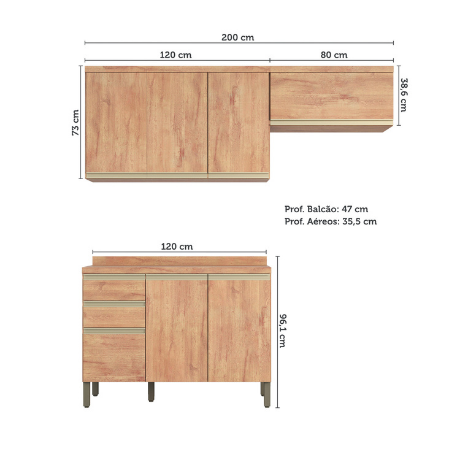 200 cm
120 cm
80 cm
73 cm
38,6 cm
Prof. Balcão: 47 cm
Prof. Aéreos: 35,5 cm
120 cm
96,1 cm